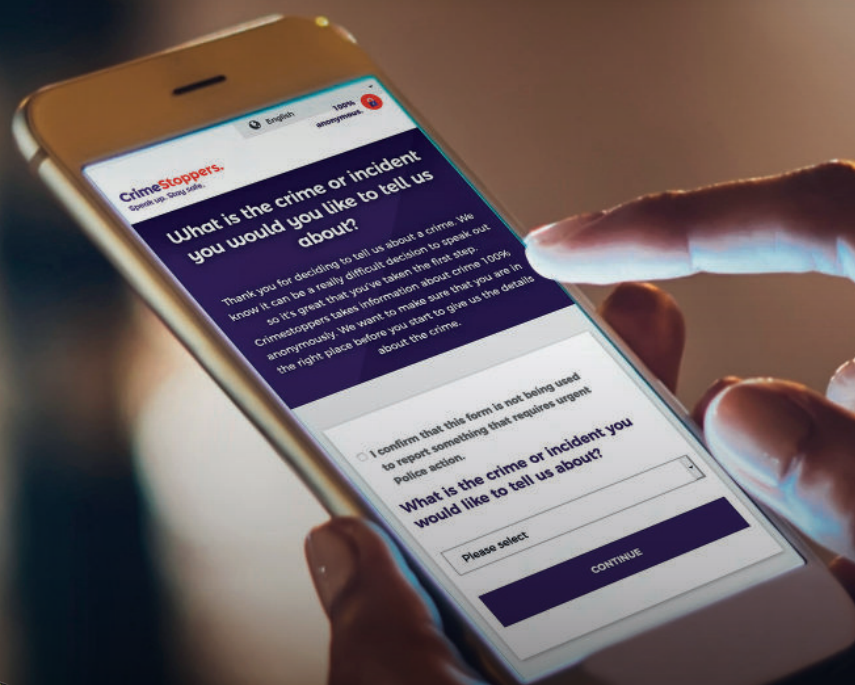 English
100%
anonymous.
CrimeStoppers.
Speak up. Stay safe.
What is the crime or incident
you would you like to tell us
about?
Thank you for deciding to tell us about a crime. We
know it can be a really difficult decision to speak out
so it's great that you've taken the first step.
Crimestoppers takes information about crime 100%
anonymously. We want to make sure that you are in
the right place before you start to give us the details
about the crime.
I confirm that this form is not being used
to report something that requires urgent
Police action.
What is the crime or incident you
would like to tell us about?
Please select
CONTINUE